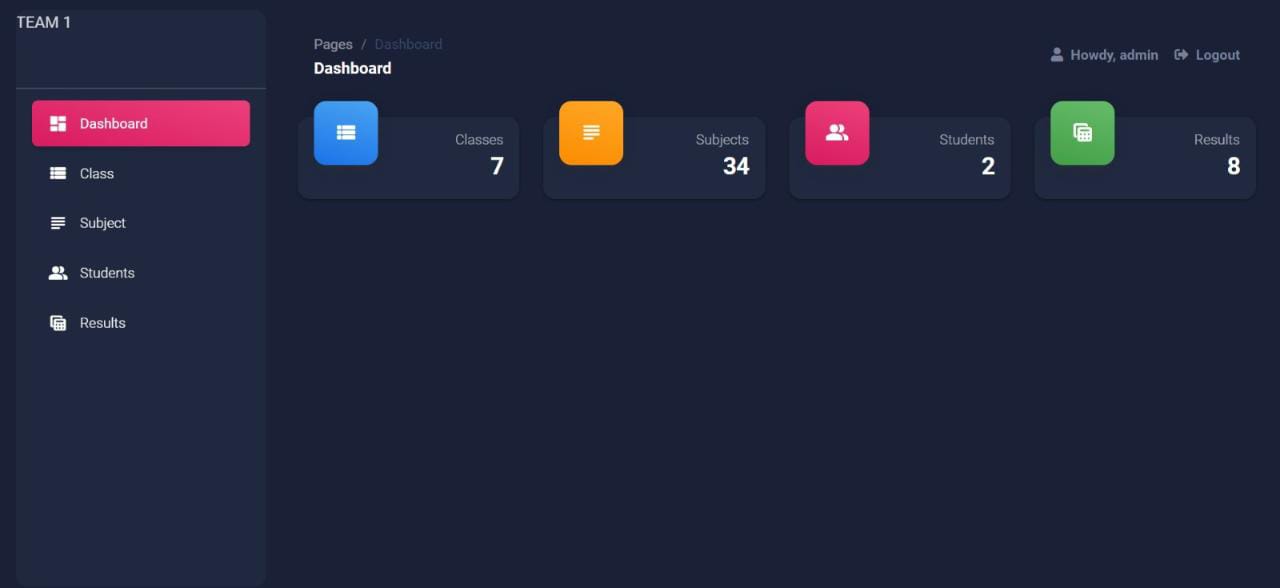 TEAM 1
Dashboard
Class
Subject
Students
Results
Pages / Dashboard
Dashboard
Howdy, admin Logout
Classes
7
Subjects
34
Students
2
Results
8